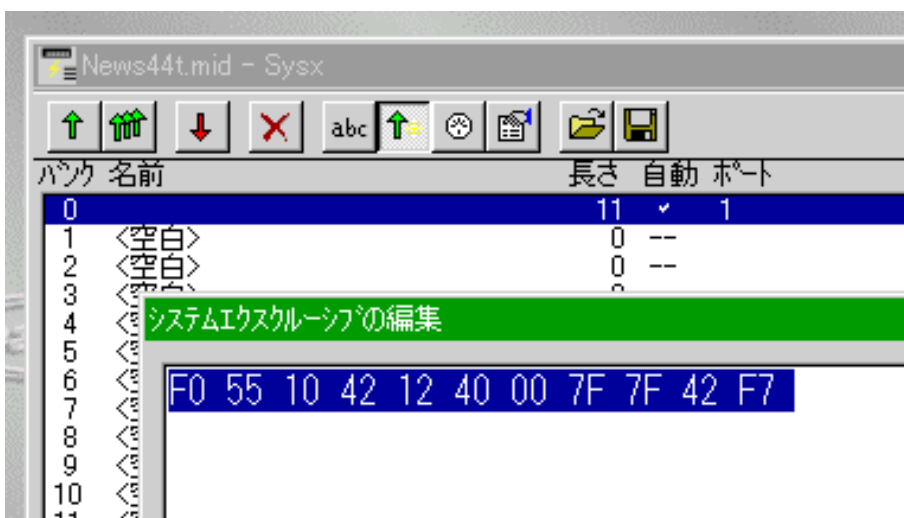 News44t.mid - Sysx
abc
バンク 名前 長さ 自動 ポート
0 11 ✓ 1
1 <空白> 0 --
2 <空白> 0 --
3
4
システムエクスクルーシブの編集
5
6
F0 55 10 42 12 40 00 7F 7F 42 F7
7
8
9
10